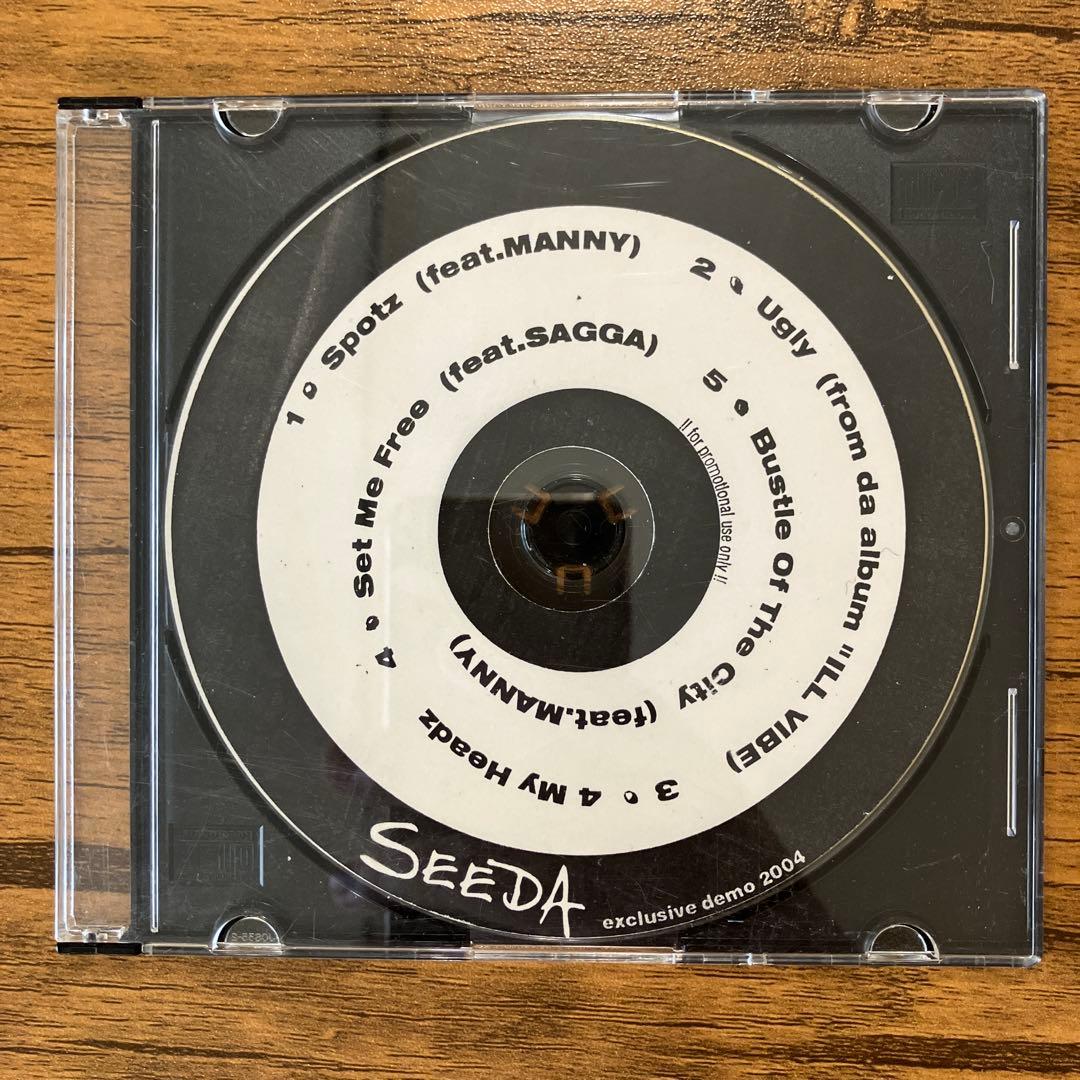 1 Spotz (feat.MANNY)
2 Ugly (from da album "ILL VIBE)
3 4 My Headz
4 Set Me Free (feat.SAGGA)
5 Bustle Of The City (feat.MANNY)
!! for promotional use only !!
SEEDA
exclusive demo 2004